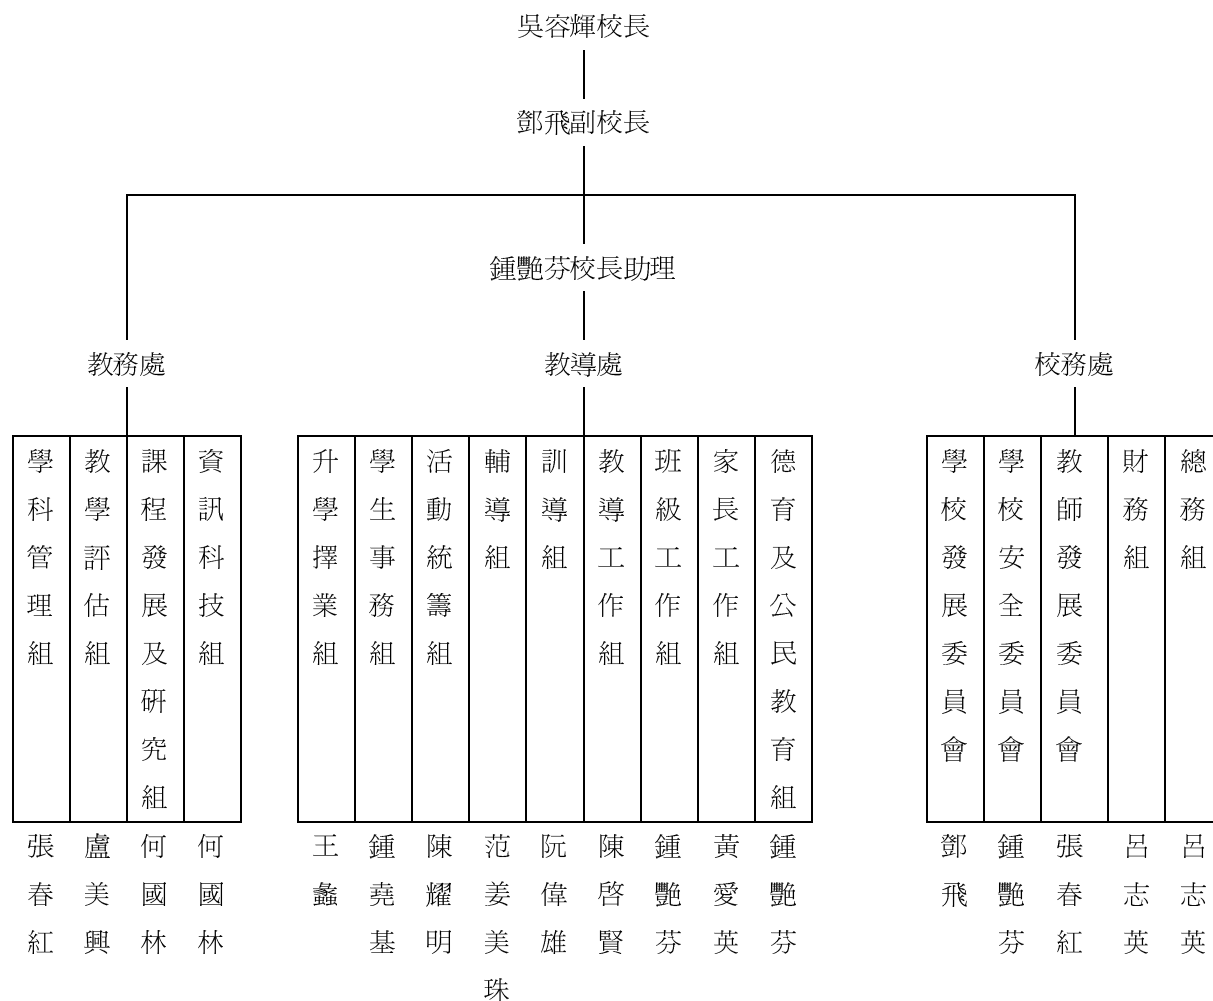 吳容輝校長
鄧飛副校長
鍾艷芬校長助理
教務處
教導處
校務處
學科管理組
教學評估組
課程發展及研究組
資訊科技組
升學擇業組
學生事務組
活動統籌組
輔導組
訓導組
教導工作組
班級工作組
家長工作組
德育及公民教育組
學校發展委員會
學校安全委員會
教師發展委員會
財務組
總務組
張春紅
盧美興
何國林
何國林
王蠡
鍾堯基
陳耀明
范姜美珠
阮偉雄
陳啓賢
鍾艷芬
黃愛英
鍾艷芬
鄧飛
鍾艷芬
張春紅
呂志英
呂志英